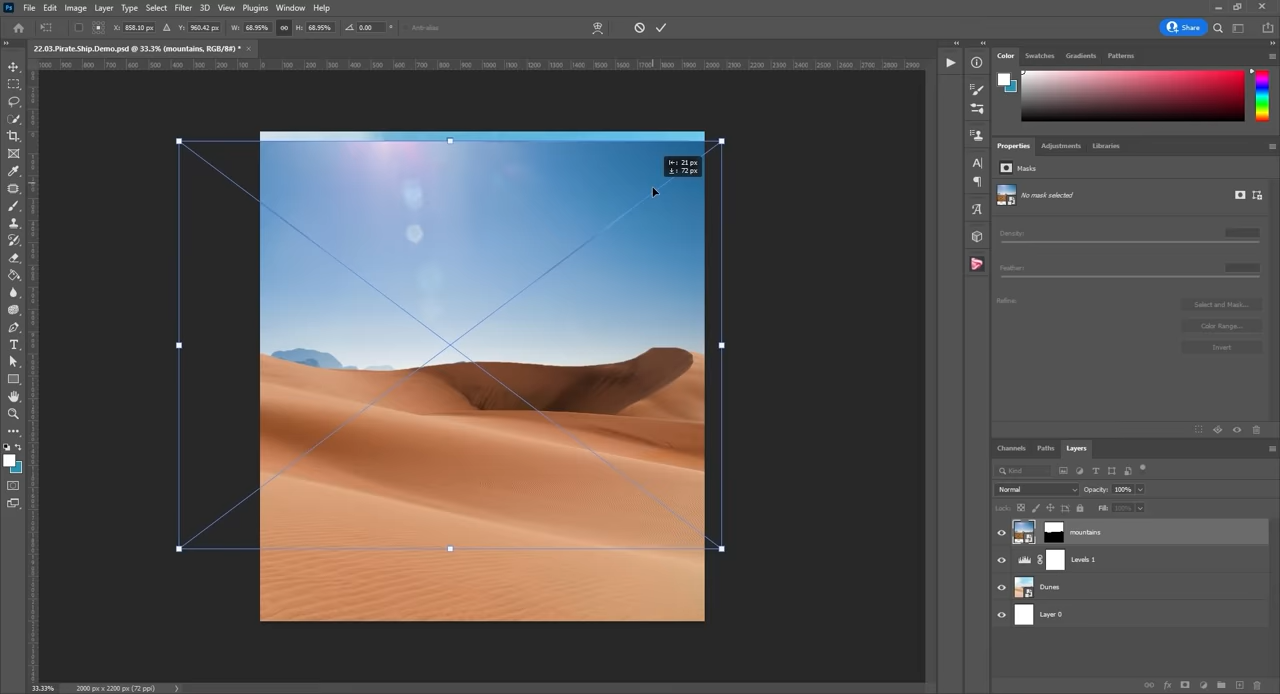 Ps File Edit Image Layer Type Select Filter 3D View Plugins Window Help
X: 858.10 px Y: 960.42 px W: 68.95% H: 68.95% 0.00 ° Anti-alias Share
22.03.Pirate.Ship.Demo.psd @ 33.3% (mountains, RGB/8#) * ×
Color Swatches Gradients Patterns
21 px
72 px
Properties Adjustments Libraries
Masks
No mask selected
Density:
Feather:
Refine:
Select and Mask...
Color Range...
Invert
Channels Paths Layers
Kind
Normal Opacity: 100%
Lock: Fill: 100%
mountains
Levels 1
Dunes
Layer 0
33.33% 2000 px x 2200 px (72 ppi)